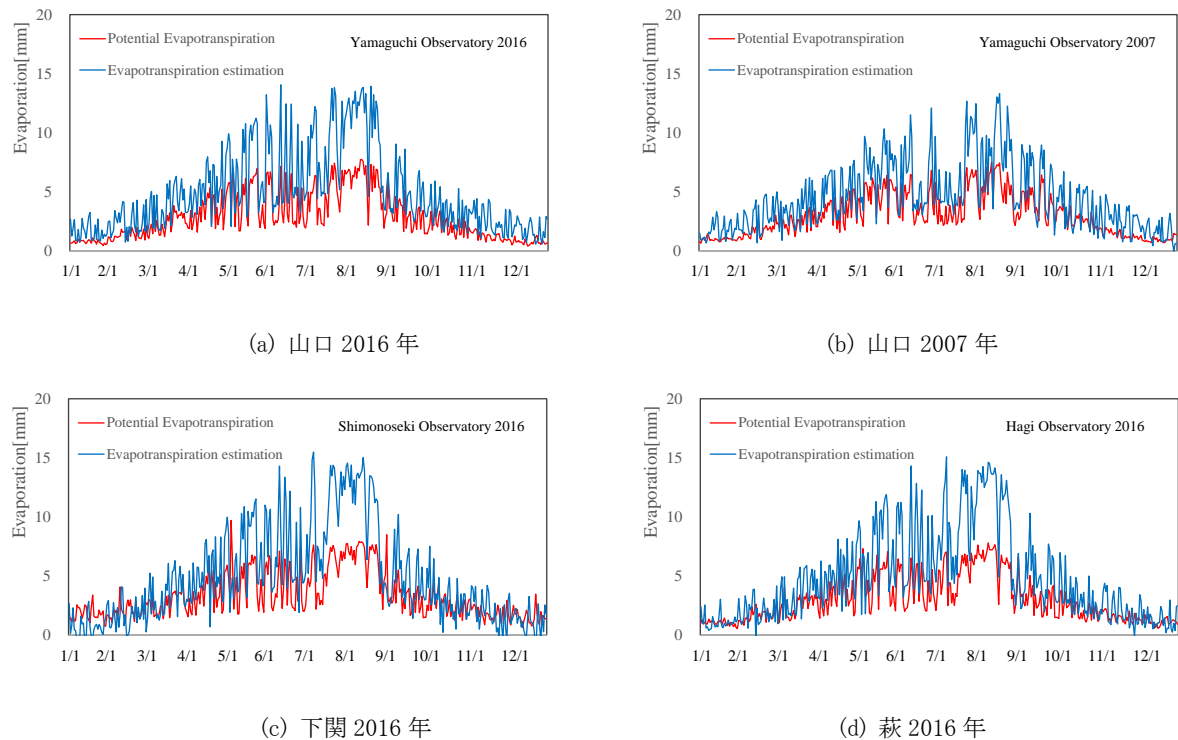 20
15
10
5
0
Evaporation[mm]
Potential Evapotranspiration
Evapotranspiration estimation
Yamaguchi Observatory 2016
1/1 2/1 3/1 4/1 5/1 6/1 7/1 8/1 9/1 10/1 11/1 12/1
(a) 山口 2016 年
20
15
10
5
0
Evaporation[mm]
Potential Evapotranspiration
Evapotranspiration estimation
Yamaguchi Observatory 2007
1/1 2/1 3/1 4/1 5/1 6/1 7/1 8/1 9/1 10/1 11/1 12/1
(b) 山口 2007 年
20
15
10
5
0
Evaporation[mm]
Potential Evapotranspiration
Evapotranspiration estimation
Shimonoseki Observatory 2016
1/1 2/1 3/1 4/1 5/1 6/1 7/1 8/1 9/1 10/1 11/1 12/1
(c) 下関 2016 年
20
15
10
5
0
Evaporation[mm]
Potential Evapotranspiration
Evapotranspiration estimation
Hagi Observatory 2016
1/1 2/1 3/1 4/1 5/1 6/1 7/1 8/1 9/1 10/1 11/1 12/1
(d) 萩 2016 年